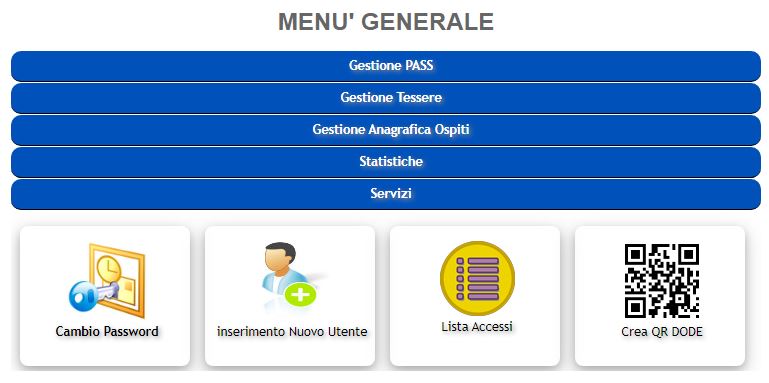 MENU' GENERALE
Gestione PASS
Gestione Tessere
Gestione Anagrafica Ospiti
Statistiche
Servizi
Cambio Password
inserimento Nuovo Utente
Lista Accessi
Crea QR DODE